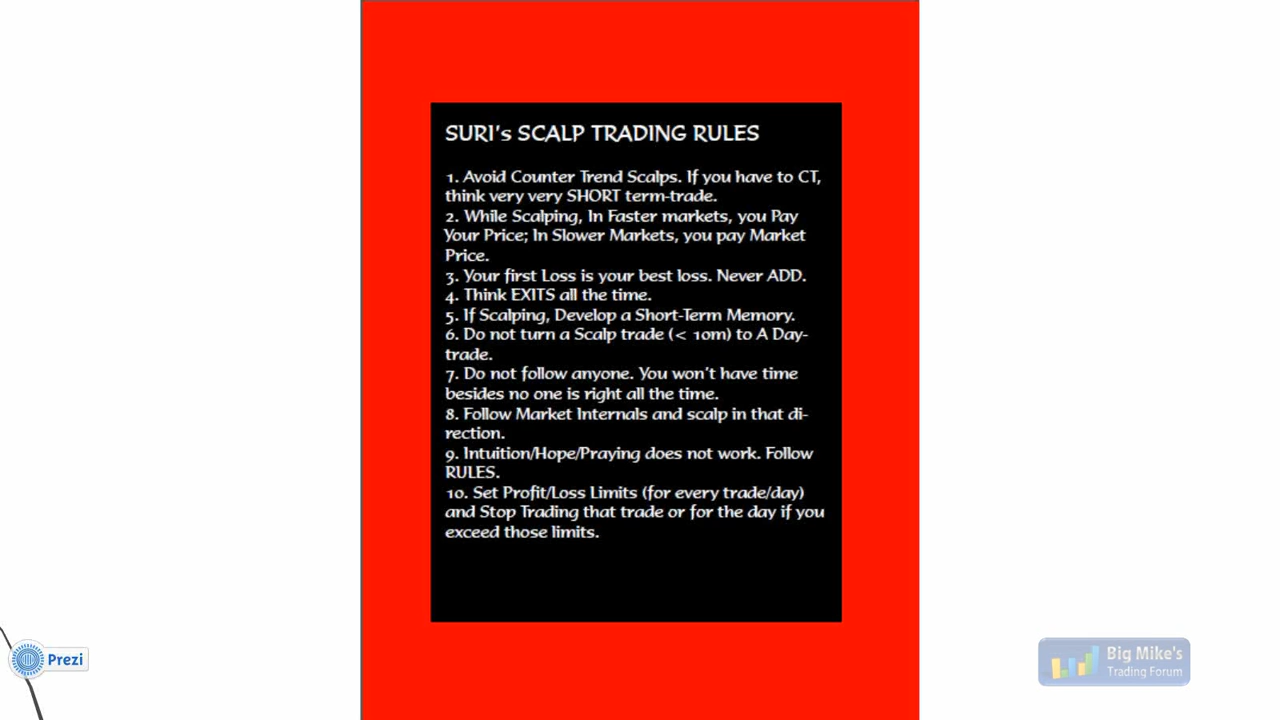 SURI's SCALP TRADING RULES
1. Avoid Counter Trend Scalps. If you have to CT,
think very very SHORT term-trade.
2. While Scalping, In Faster markets, you Pay
Your Price; In Slower Markets, you pay Market
Price.
3. Your first Loss is your best loss. Never ADD.
4. Think EXITS all the time.
5. If Scalping, Develop a Short-Term Memory.
6. Do not turn a Scalp trade (< 10m) to A Day-
trade.
7. Do not follow anyone. You won't have time
besides no one is right all the time.
8. Follow Market Internals and scalp in that di-
rection.
9. Intuition/Hope/Praying does not work. Follow
RULES.
10. Set Profit/Loss Limits (for every trade/day)
and Stop Trading that trade or for the day if you
exceed those limits.
Prezi
Big Mike's
Trading Forum